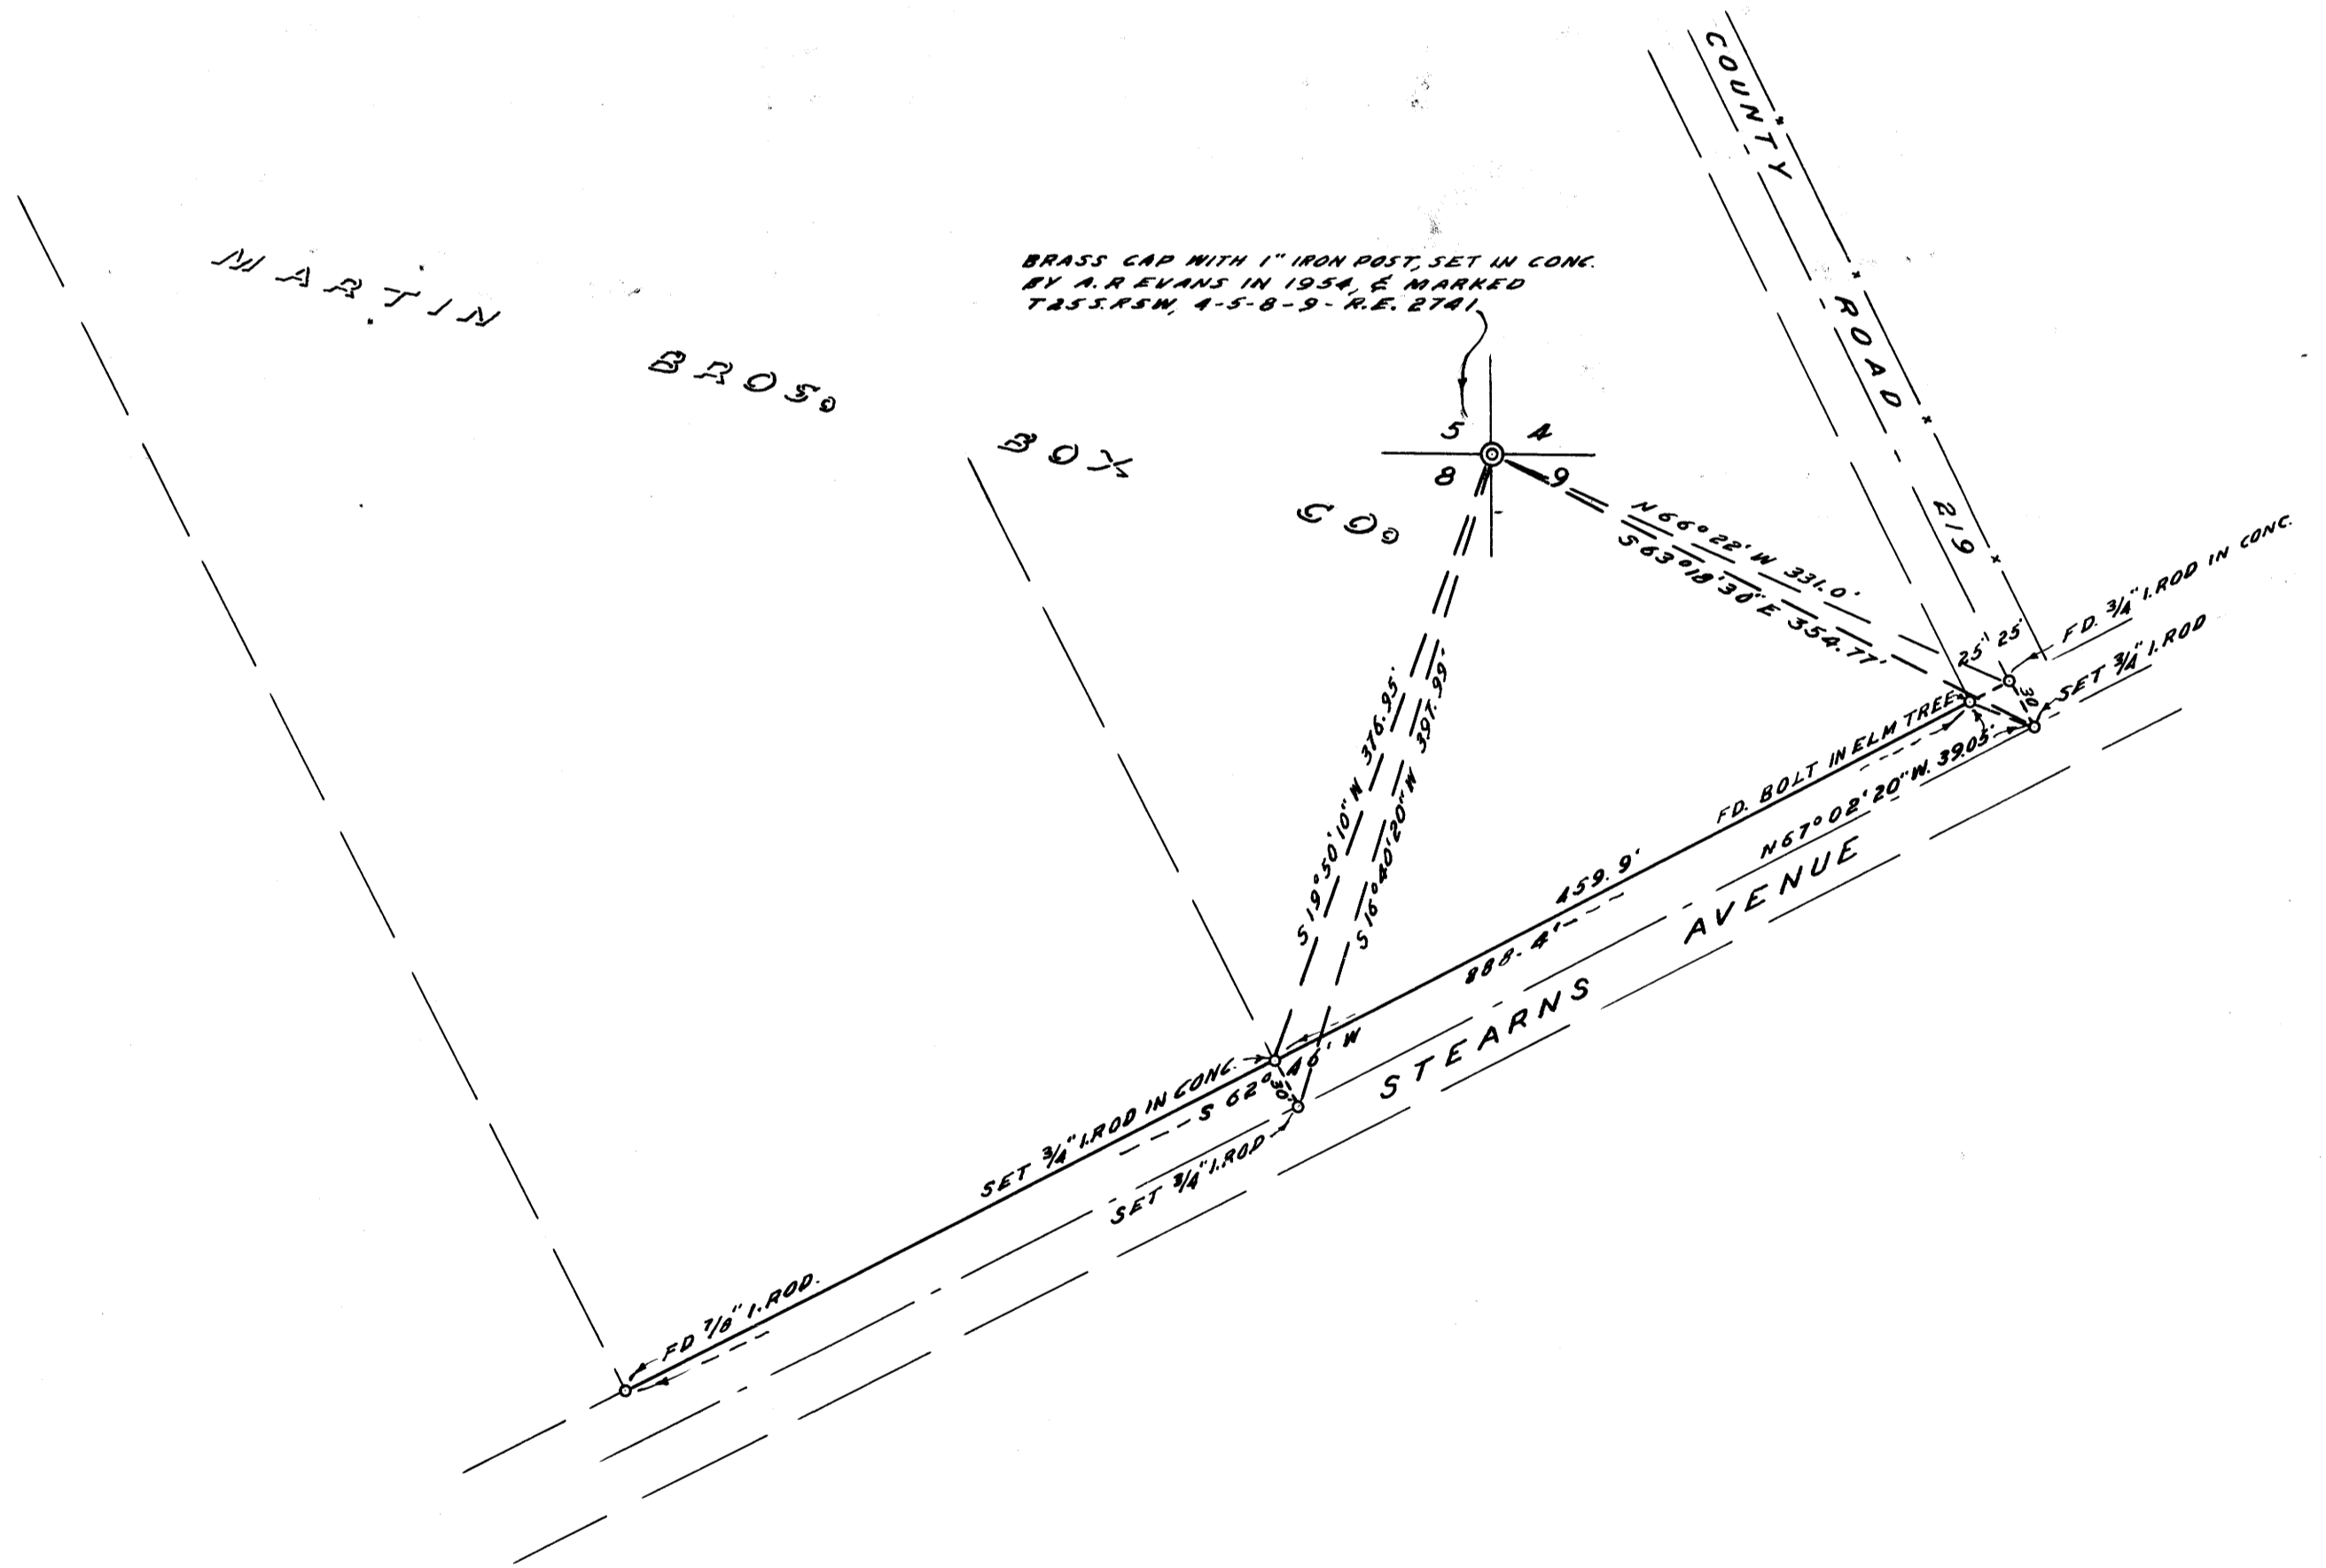 COUNTY ROAD 219
MARTIN BROS. BOX CO.
BRASS CAP WITH 1" IRON POST, SET IN CONC.
BY A.R EVANS IN 1954, & MARKED
T25S.R5W, 4-5-8-9- R.E. 2741
5 4
8 9
N 66° 22' W 331.0'
S 63° 18' 30" E 354.77'
25' 25'
FD. 3/4" I. ROD IN CONC.
30'
SET 3/4" I. ROD
FD. BOLT IN ELM TREE
N 67° 02' 20" W. 39.05'
S 19° 50' 10" W 376.95'
S 16° 40' 20" W 397.99'
459.9'
888.4'
STEARNS AVENUE
SET 3/4" I. ROD IN CONC.
S 62° 46' W
30'
SET 3/4" I. ROD
FD 7/8" I. ROD.